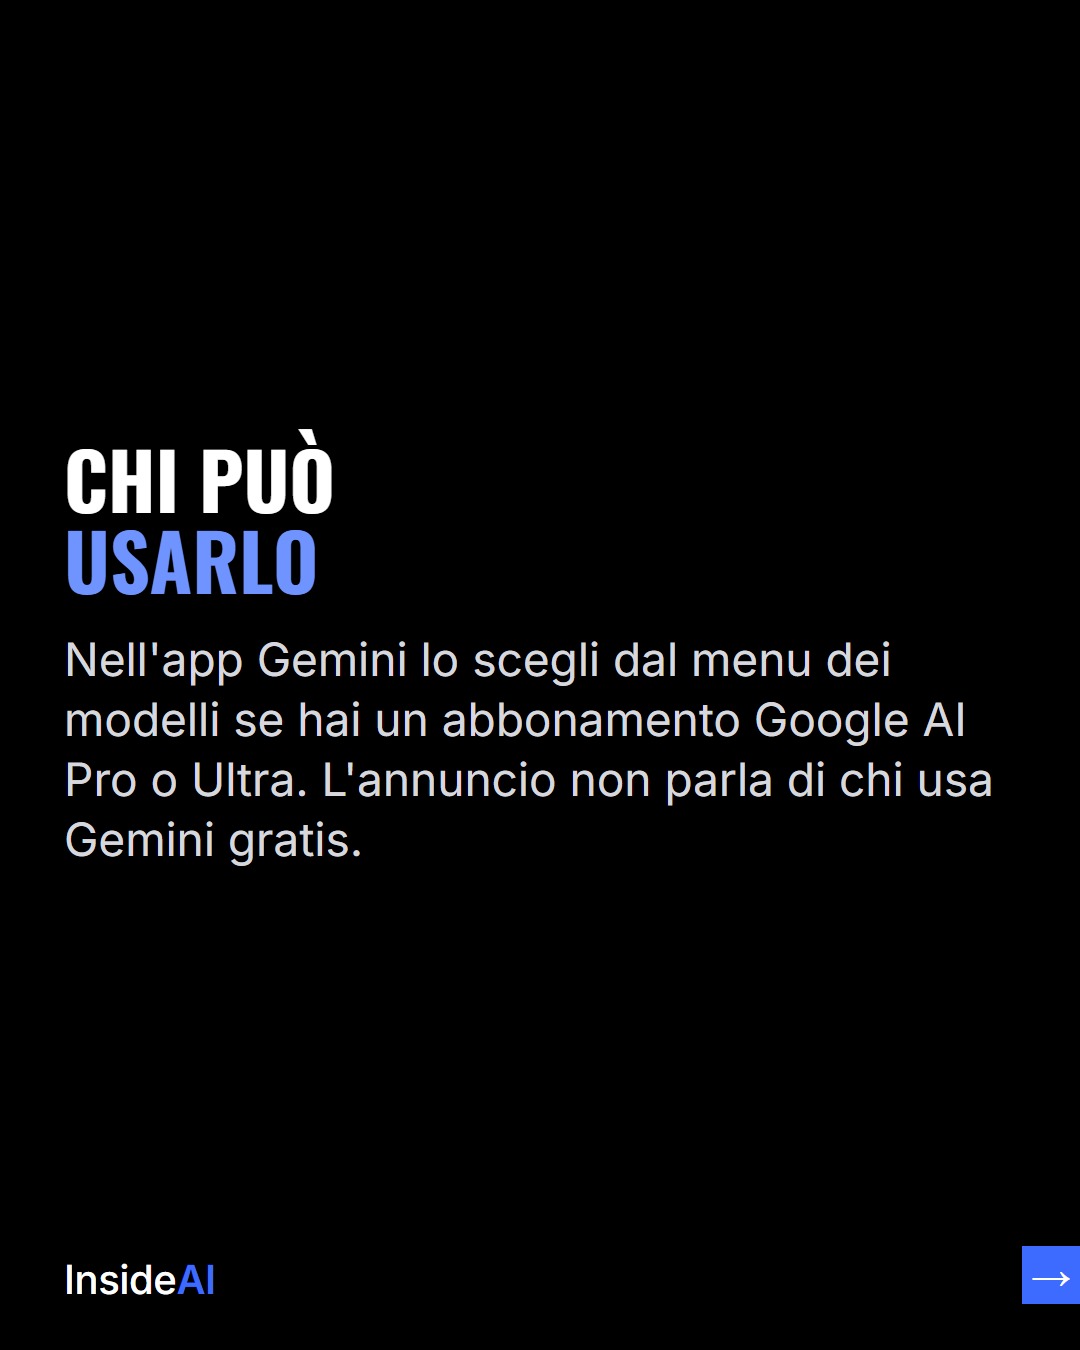 CHI PUÒ
USARLO
Nell'app Gemini lo scegli dal menu dei
modelli se hai un abbonamento Google AI
Pro o Ultra. L'annuncio non parla di chi usa
Gemini gratis.
InsideAI
→